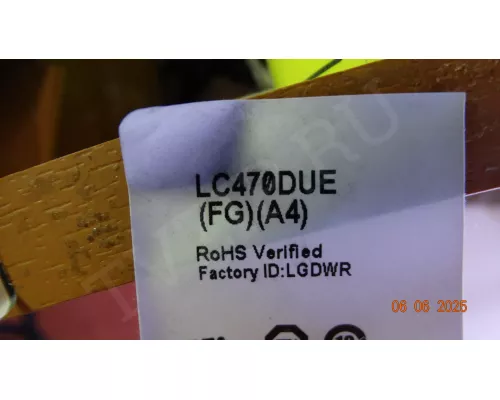 LC470DUE
(FG)(A4)
RoHS Verified
Factory ID:LGDWR
06 06 2025